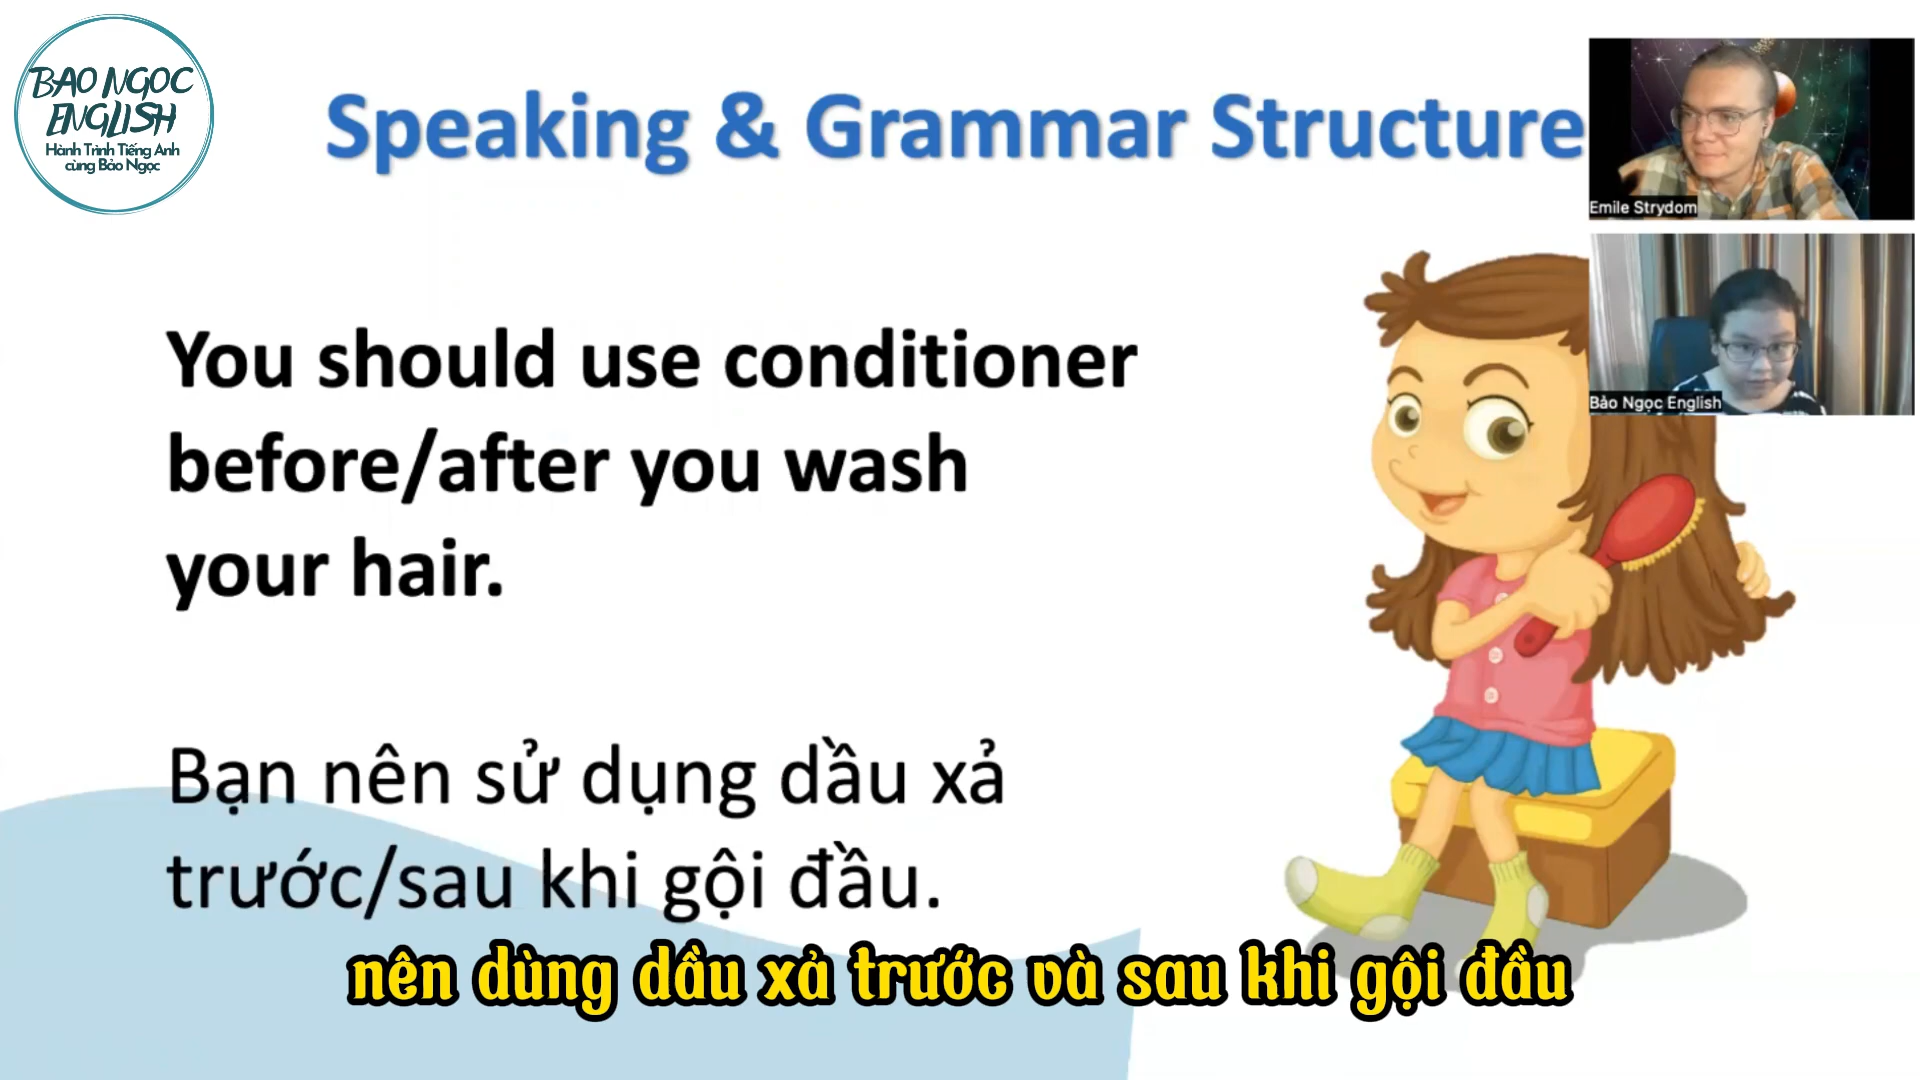 BAO NGOC
ENGLISH
Hành Trình Tiếng Anh
cùng Bảo Ngọc
Speaking & Grammar Structure
Emile Strydom
Bảo Ngọc English
You should use conditioner
before/after you wash
your hair.
Bạn nên sử dụng dầu xả
trước/sau khi gội đầu.
nên dùng dầu xả trước và sau khi gội đầu